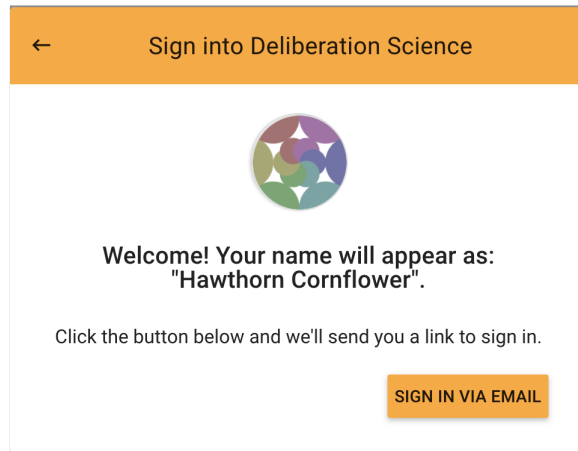 Sign into Deliberation Science
Welcome! Your name will appear as:
"Hawthorn Cornflower".
Click the button below and we'll send you a link to sign in.
SIGN IN VIA EMAIL